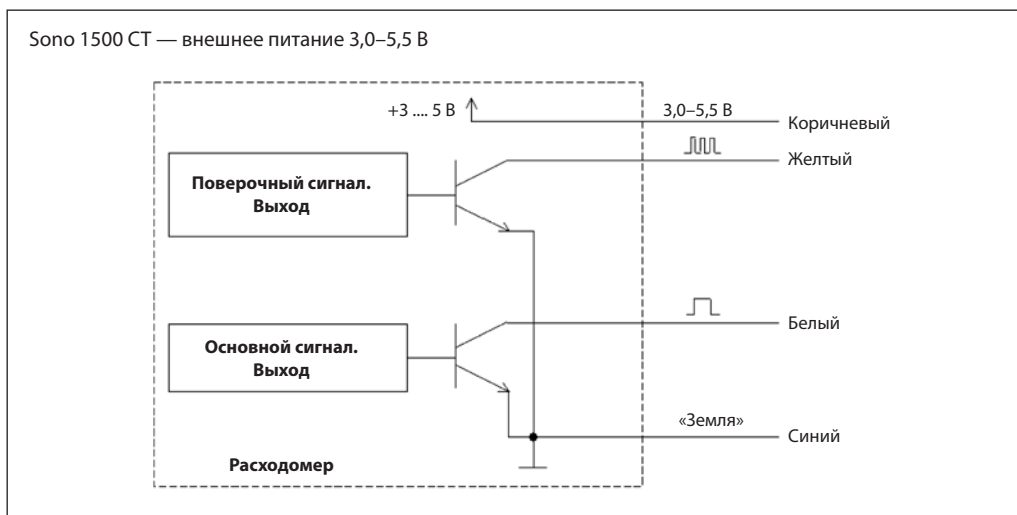 Sono 1500 CT — внешнее питание 3,0–5,5 В
+3 .... 5 В
3,0–5,5 В
Коричневый
Желтый
Поверочный сигнал.
Выход
Белый
Основной сигнал.
Выход
«Земля»
Синий
Расходомер